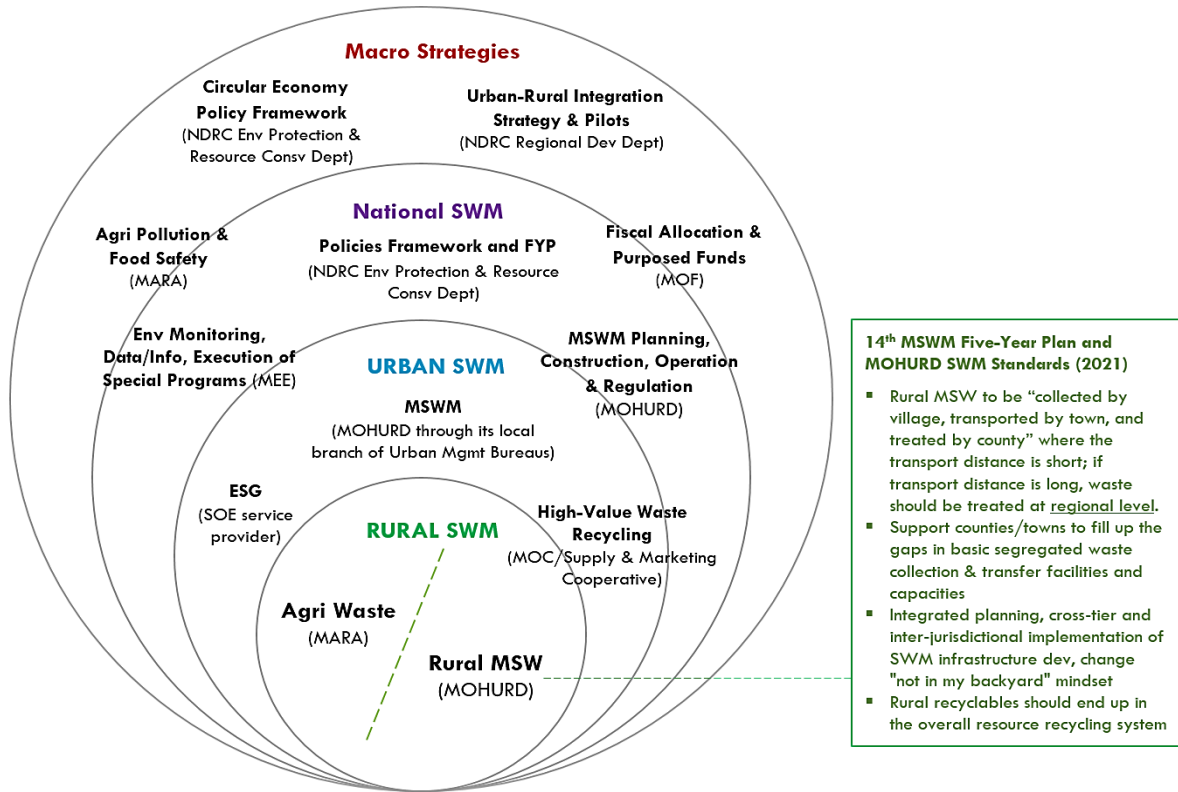 Macro Strategies
Circular Economy
Policy Framework
(NDRC Env Protection &
Resource Consv Dept)
Urban-Rural Integration
Strategy & Pilots
(NDRC Regional Dev Dept)
National SWM
Agri Pollution &
Food Safety
(MARA)
Policies Framework and FYP
(NDRC Env Protection & Resource
Consv Dept)
Fiscal Allocation &
Purposed Funds
(MOF)
Env Monitoring,
Data/Info, Execution of
Special Programs (MEE)
URBAN SWM
MSWM
(MOHURD through its local
branch of Urban Mgmt Bureaus)
MSWM Planning,
Construction, Operation
& Regulation
(MOHURD)
ESG
(SOE service
provider)
RURAL SWM
High-Value Waste
Recycling
(MOC/Supply & Marketing
Cooperative)
Agri Waste
(MARA)
Rural MSW
(MOHURD)
14th MSWM Five-Year Plan and
MOHURD SWM Standards (2021)
▪ Rural MSW to be “collected by
village, transported by town, and
treated by county” where the
transport distance is short; if
transport distance is long, waste
should be treated at regional level.
▪ Support counties/towns to fill up the
gaps in basic segregated waste
collection & transfer facilities and
capacities
▪ Integrated planning, cross-tier and
inter-jurisdictional implementation of
SWM infrastructure dev, change
"not in my backyard" mindset
▪ Rural recyclables should end up in
the overall resource recycling system